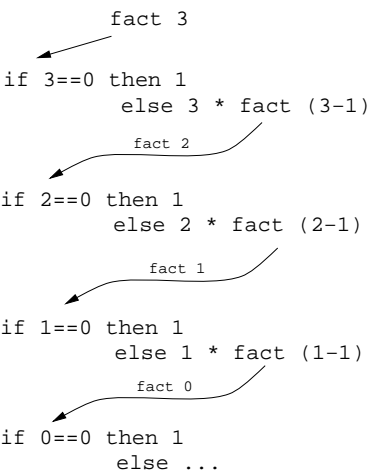 fact 3
if 3==0 then 1
else 3 * fact (3-1)
fact 2
if 2==0 then 1
else 2 * fact (2-1)
fact 1
if 1==0 then 1
else 1 * fact (1-1)
fact 0
if 0==0 then 1
else ...